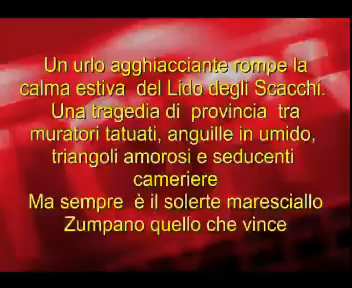 Un urlo agghiacciante rompe la
calma estiva del Lido degli Scacchi.
Una tragedia di provincia tra
muratori tatuati, anguille in umido,
triangoli amorosi e seducenti
cameriere
Ma sempre è il solerte maresciallo
Zumpano quello che vince